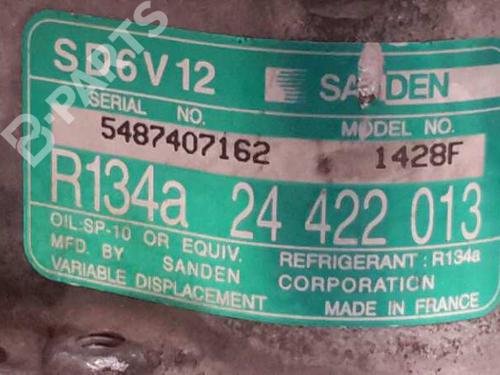 B-PARTS
SD6V12
SANDEN
SERIAL NO.
MODEL NO.
5487407162
1428F
R134a 24 422 013
OIL-SP-10 OR EQUIV.
MFD. BY SANDEN
REFRIGERANT : R134a
VARIABLE DISPLACEMENT
CORPORATION
MADE IN FRANCE